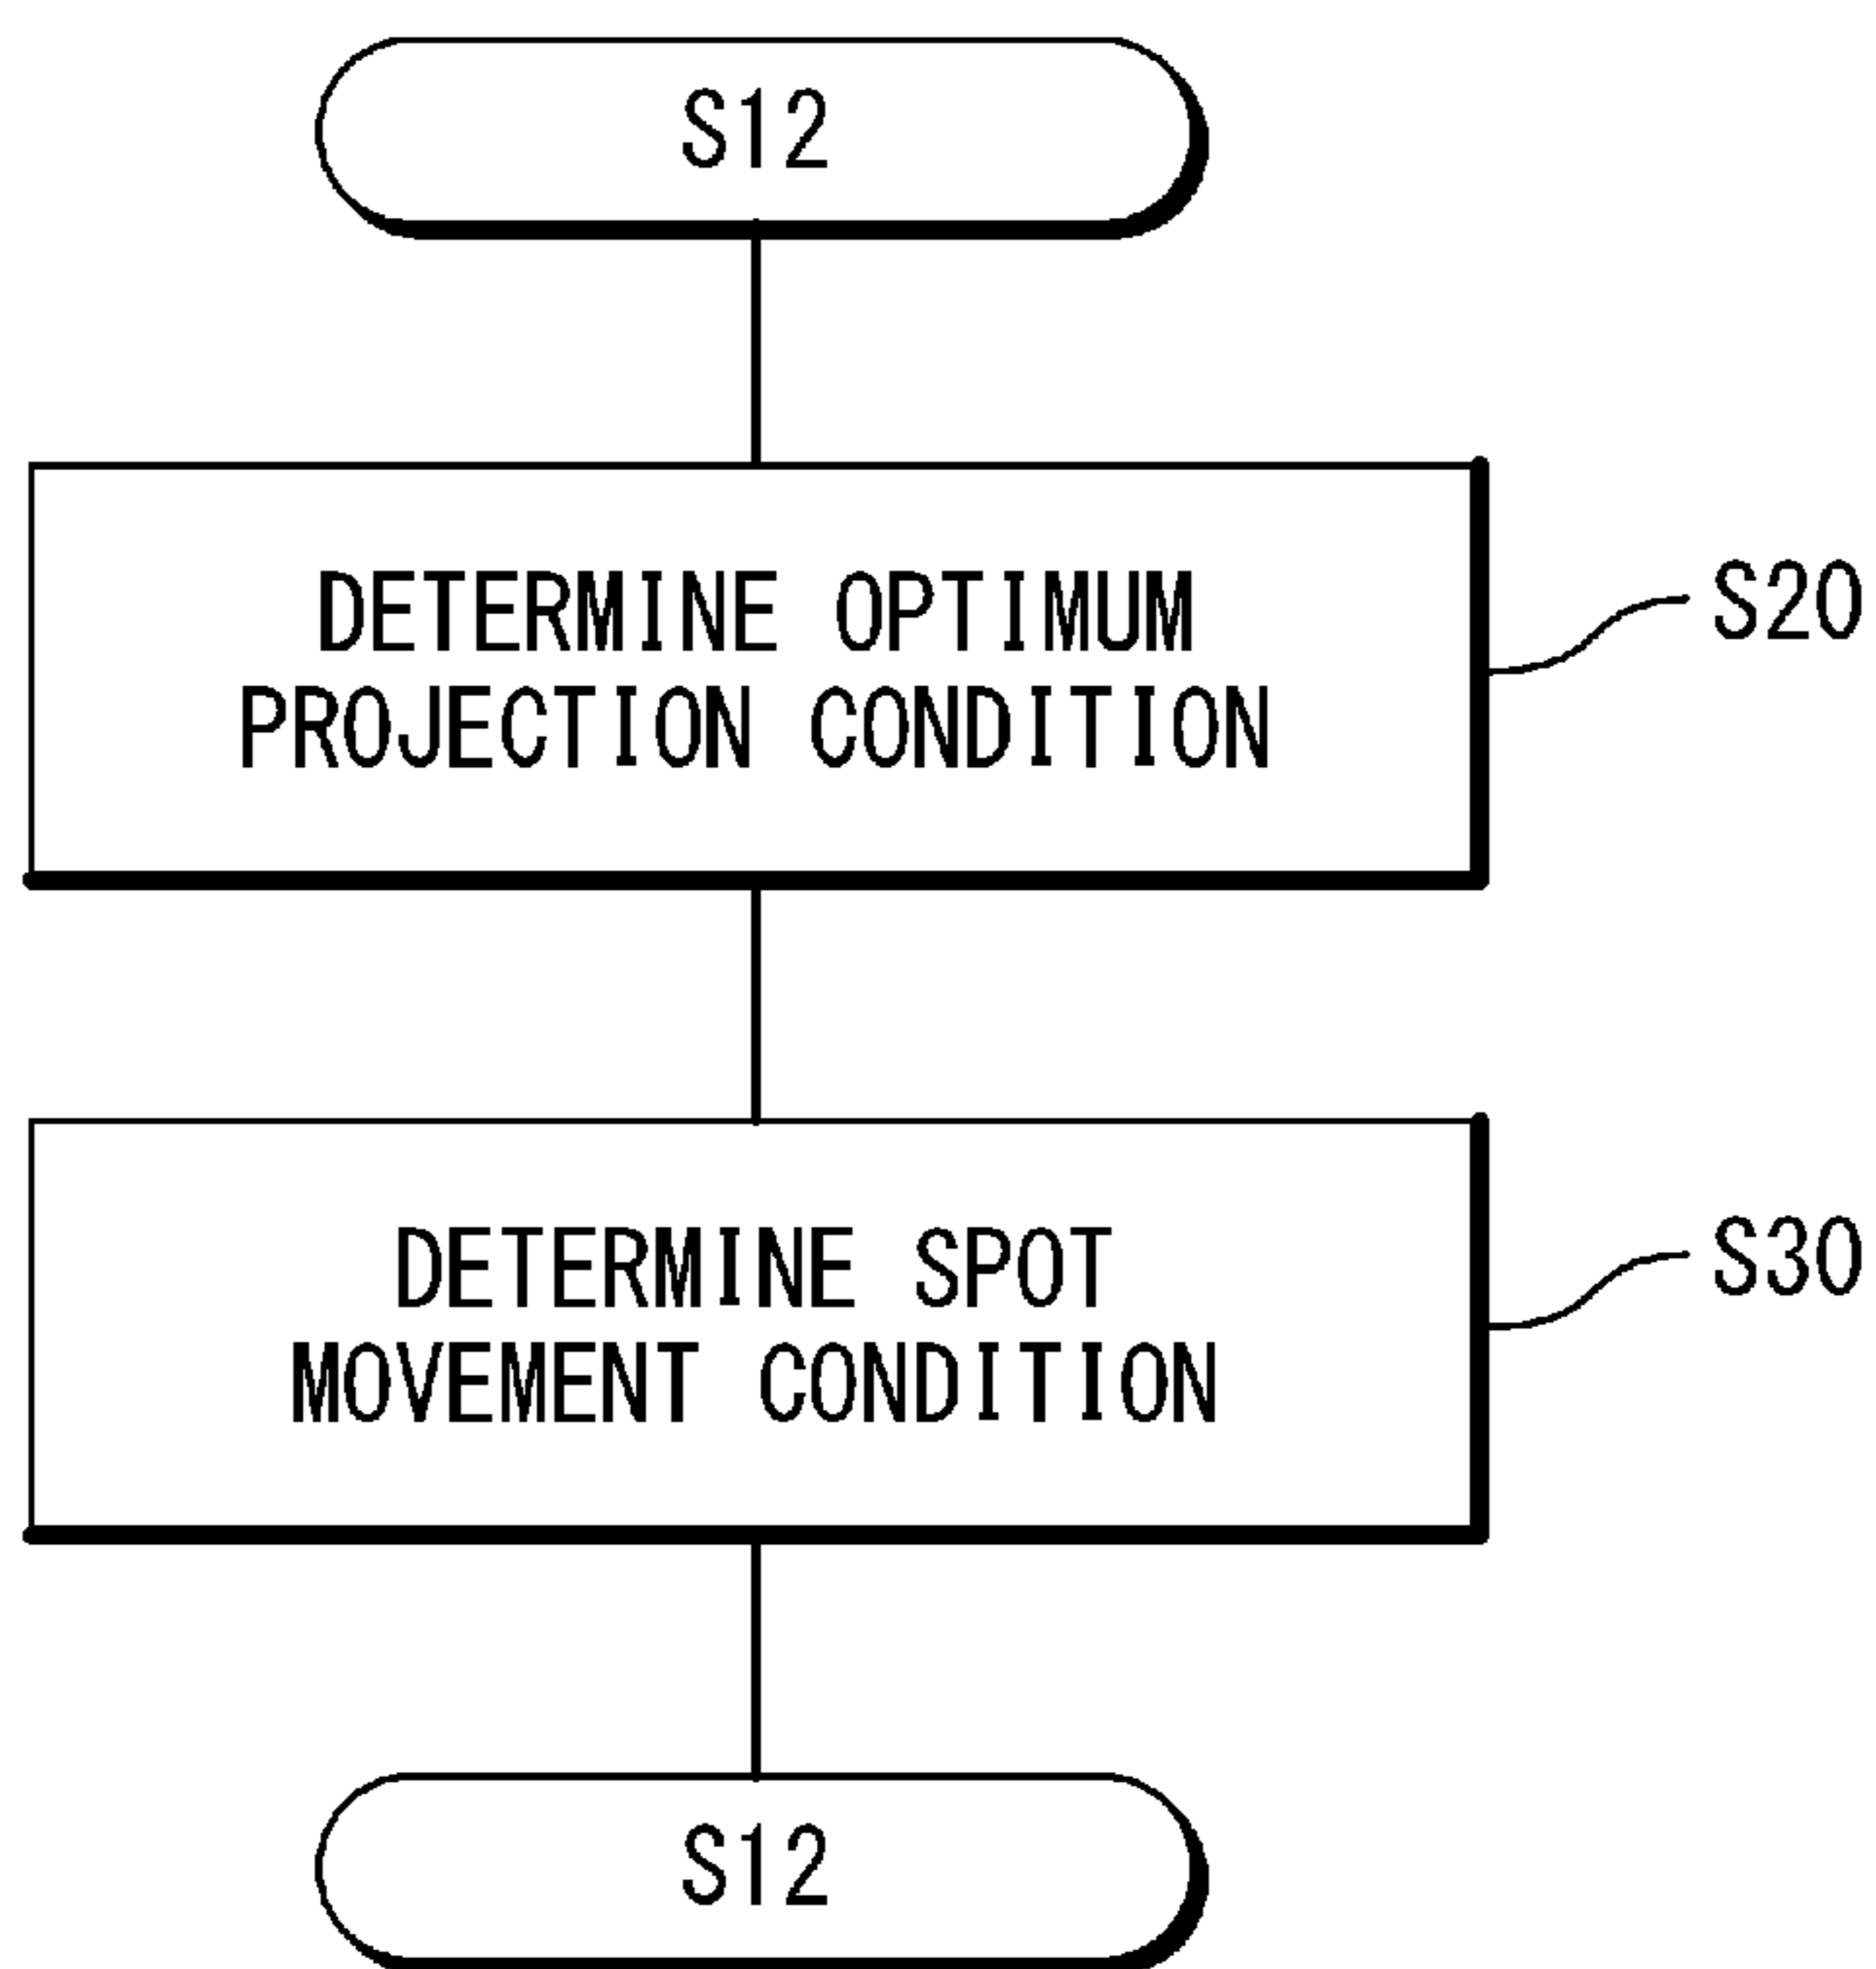 S12
DETERMINE OPTIMUM
PROJECTION CONDITION
S20
DETERMINE SPOT
MOVEMENT CONDITION
S30
S12